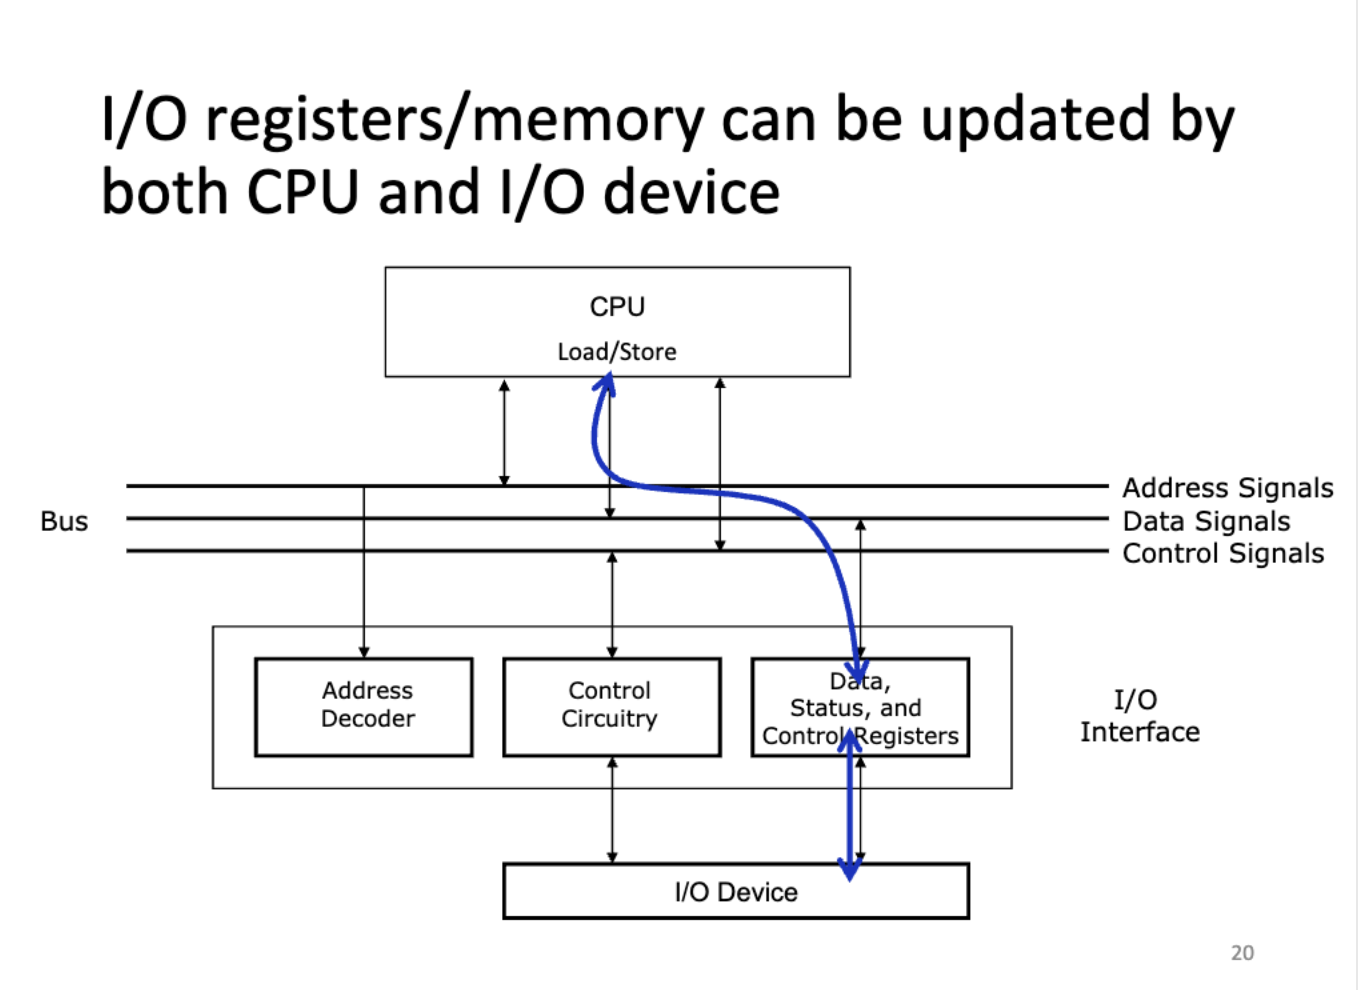 I/O registers/memory can be updated by
both CPU and I/O device
CPU
Load/Store
Bus
Address Signals
Data Signals
Control Signals
Address
Decoder
Control
Circuitry
Data,
Status, and
Control Registers
I/O
Interface
I/O Device
20